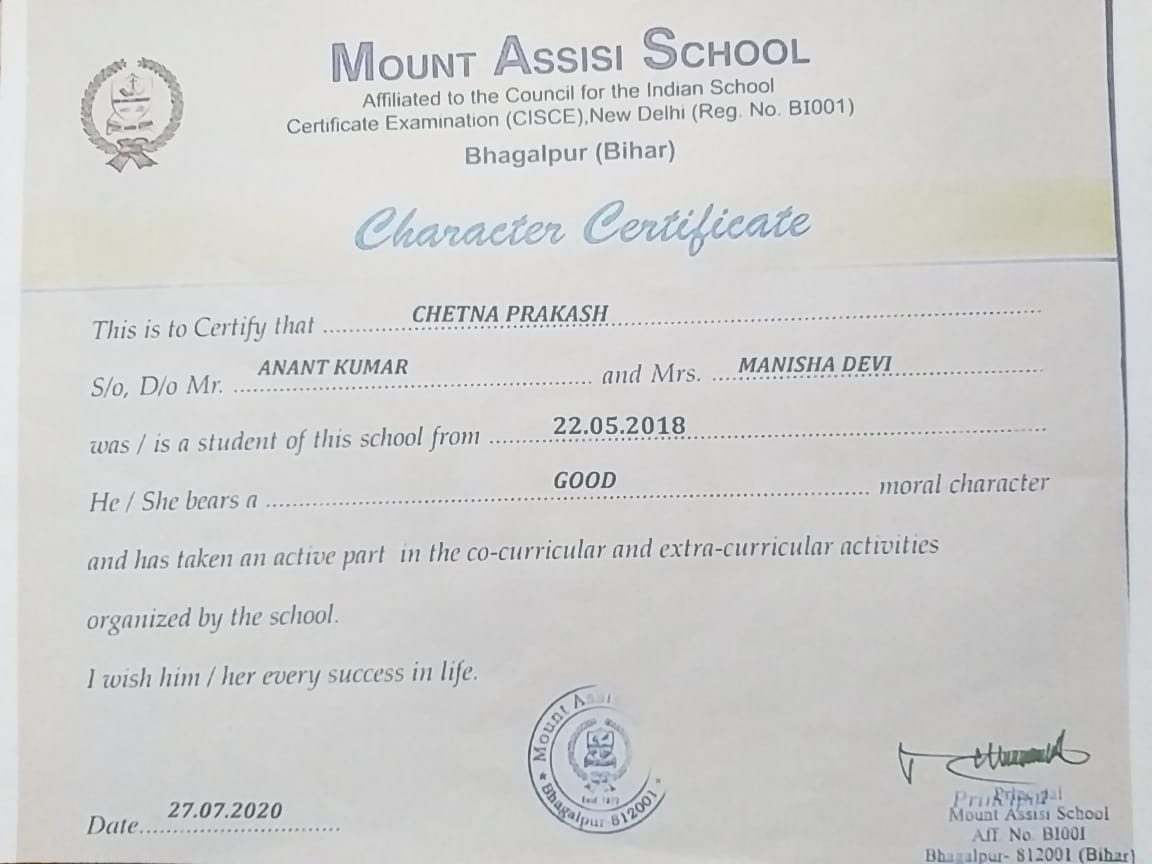 MOUNT ASSISI SCHOOL
Affiliated to the Council for the Indian School
Certificate Examination (CISCE),New Delhi (Reg. No. BI001)
Bhagalpur (Bihar)
Character Certificate
This is to Certify that ........ CHETNA PRAKASH ........
S/o, D/o Mr. ........ ANANT KUMAR ........ and Mrs. ........ MANISHA DEVI ........
was / is a student of this school from ........ 22.05.2018 ........
He / She bears a ........ GOOD ........ moral character
and has taken an active part in the co-curricular and extra-curricular activities
organized by the school.
I wish him / her every success in life.
Mount Assi
Bhagalpur-812001
Date........ 27.07.2020 ........
Principal
Mount Assisi School
Aff. No. BI001
Bhagalpur- 812001 (Bihar)